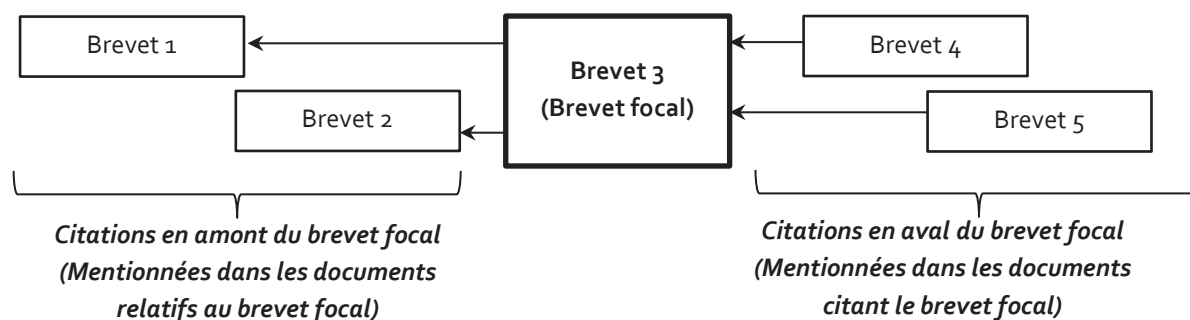 Brevet 1
Brevet 2
Brevet 3
(Brevet focal)
Brevet 4
Brevet 5
Citations en amont du brevet focal
(Mentionnées dans les documents
relatifs au brevet focal)
Citations en aval du brevet focal
(Mentionnées dans les documents
citant le brevet focal)